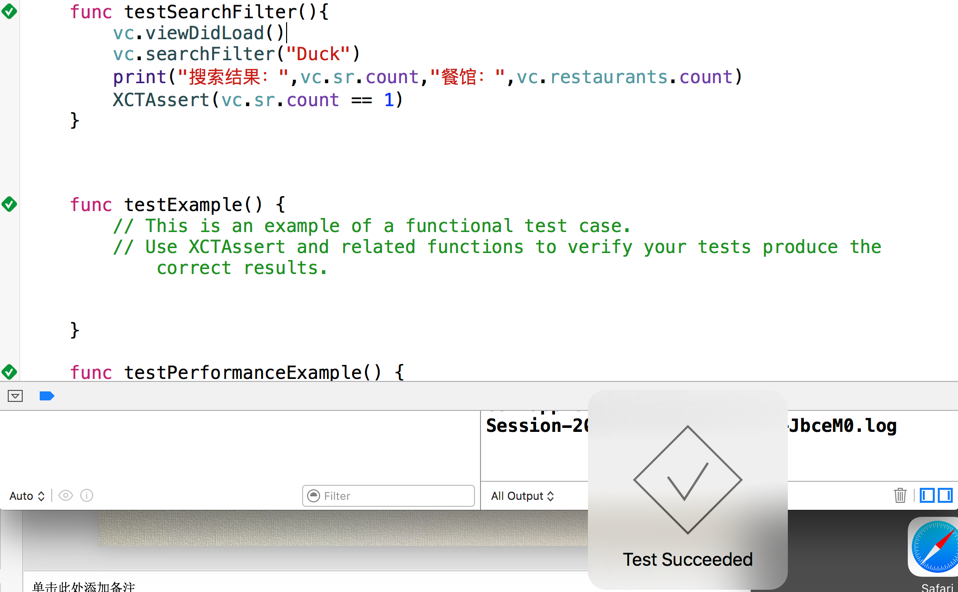 func testSearchFilter(){
vc.viewDidLoad()
vc.searchFilter("Duck")
print("搜索结果：",vc.sr.count,"餐馆：",vc.restaurants.count)
XCTAssert(vc.sr.count == 1)
}
func testExample() {
// This is an example of a functional test case.
// Use XCTAssert and related functions to verify your tests produce the
correct results.
}
func testPerformanceExample() {
Session-20
-JbceM0.log
Auto
Filter
All Output
Test Succeeded
单击此处添加备注
Safari